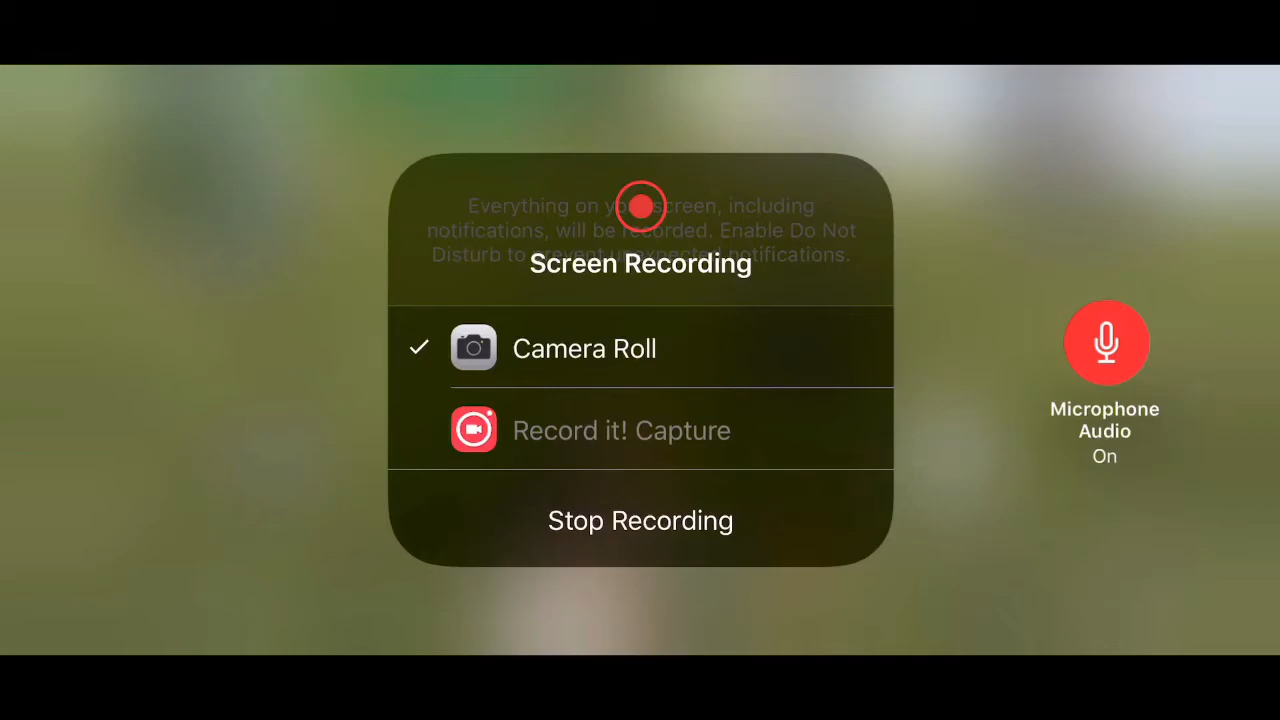 Everything on your screen, including
notifications, will be recorded. Enable Do Not
Disturb to prevent unexpected notifications.
Screen Recording
Camera Roll
Record it! Capture
Stop Recording
Microphone
Audio
On